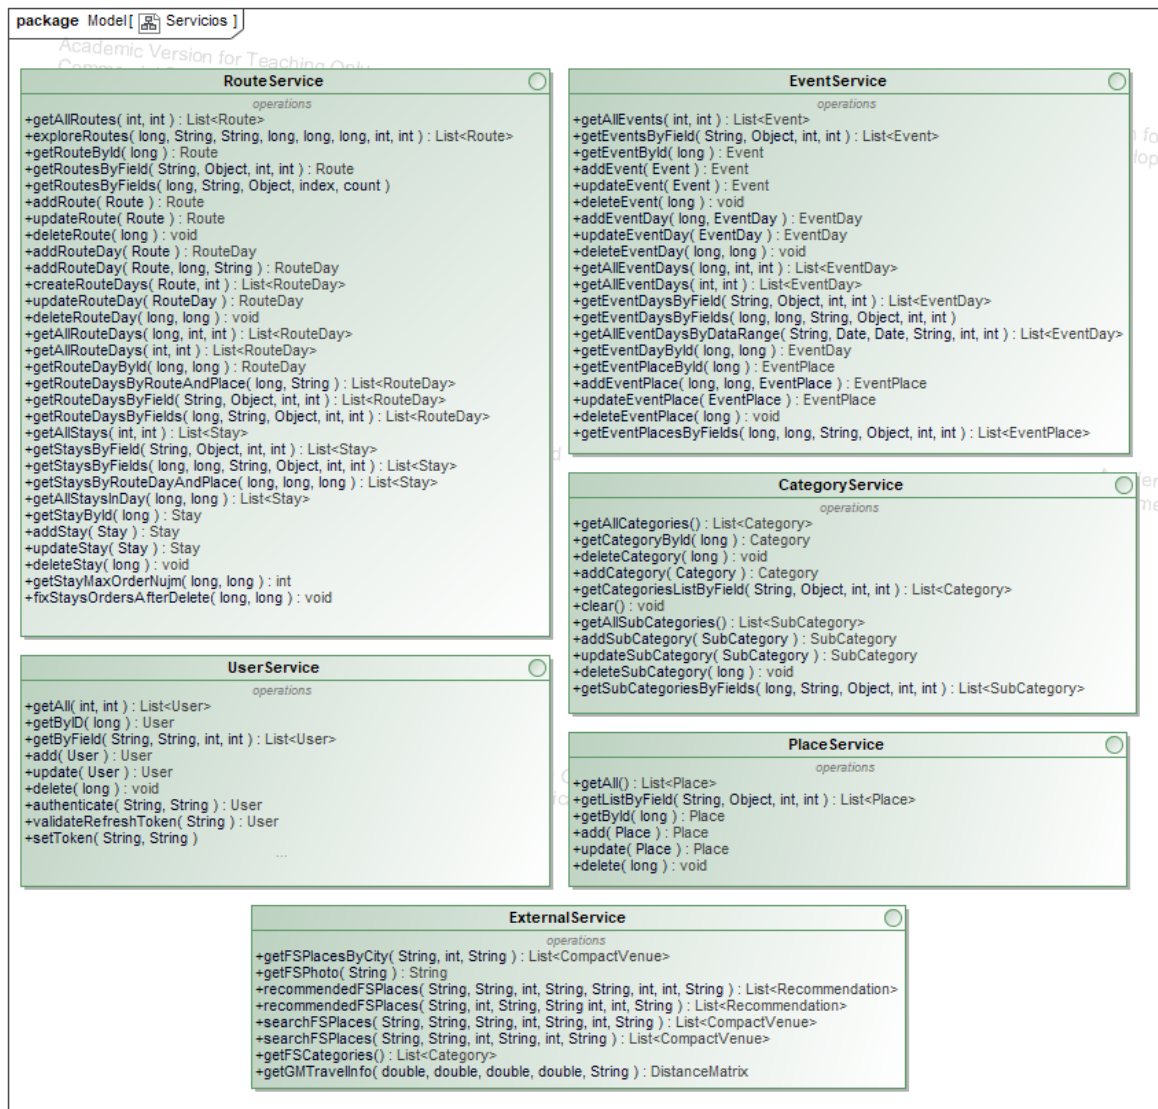 package Model[ Servicios ]
Academic Version for Teaching Only
RouteService
operations
+getAllRoutes( int, int ) : List<Route>
+exploreRoutes( long, String, String, long, long, long, int, int ) : List<Route>
+getRouteById( long ) : Route
+getRoutesByField( String, Object, int, int ) : Route
+getRoutesByFields( long, String, Object, index, count )
+addRoute( Route ) : Route
+updateRoute( Route ) : Route
+deleteRoute( long ) : void
+addRouteDay( Route ) : RouteDay
+addRouteDay( Route, long, String ) : RouteDay
+createRouteDays( Route, int ) : List<RouteDay>
+updateRouteDay( RouteDay ) : RouteDay
+deleteRouteDay( long, long ) : void
+getAllRouteDays( long, int, int ) : List<RouteDay>
+getAllRouteDays( int, int ) : List<RouteDay>
+getRouteDayById( long, long ) : RouteDay
+getRouteDaysByRouteAndPlace( long, String ) : List<RouteDay>
+getRouteDaysByField( String, Object, int, int ) : List<RouteDay>
+getRouteDaysByFields( long, String, Object, int, int ) : List<RouteDay>
+getAllStays( int, int ) : List<Stay>
+getStaysByField( String, Object, int, int ) : List<Stay>
+getStaysByFields( long, long, String, Object, int, int ) : List<Stay>
+getStaysByRouteDayAndPlace( long, long, long ) : List<Stay>
+getAllStaysInDay( long, long ) : List<Stay>
+getStayById( long ) : Stay
+addStay( Stay ) : Stay
+updateStay( Stay ) : Stay
+deleteStay( long ) : void
+getStayMaxOrderNujm( long, long ) : int
+fixStaysOrdersAfterDelete( long, long ) : void
EventService
operations
+getAllEvents( int, int ) : List<Event>
+getEventsByField( String, Object, int, int ) : List<Event>
+getEventById( long ) : Event
+addEvent( Event ) : Event
+updateEvent( Event ) : Event
+deleteEvent( long ) : void
+addEventDay( long, EventDay ) : EventDay
+updateEventDay( EventDay ) : EventDay
+deleteEventDay( long, long ) : void
+getAllEventDays( long, int, int ) : List<EventDay>
+getAllEventDays( int, int ) : List<EventDay>
+getEventDaysByField( String, Object, int, int ) : List<EventDay>
+getEventDaysByFields( long, long, String, Object, int, int )
+getAllEventDaysByDataRange( String, Date, Date, String, int, int ) : List<EventDay>
+getEventDayById( long, long ) : EventDay
+getEventPlaceById( long ) : EventPlace
+addEventPlace( long, long, EventPlace ) : EventPlace
+updateEventPlace( EventPlace ) : EventPlace
+deleteEventPlace( long ) : void
+getEventPlacesByFields( long, long, String, Object, int, int ) : List<EventPlace>
CategoryService
operations
+getAllCategories() : List<Category>
+getCategoryById( long ) : Category
+deleteCategory( long ) : void
+addCategory( Category ) : Category
+getCategoriesListByField( String, Object, int, int ) : List<Category>
+clear() : void
+getAllSubCategories() : List<SubCategory>
+addSubCategory( SubCategory ) : SubCategory
+updateSubCategory( SubCategory ) : SubCategory
+deleteSubCategory( long ) : void
+getSubCategoriesByFields( long, String, Object, int, int ) : List<SubCategory>
UserService
operations
+getAll( int, int ) : List<User>
+getByID( long ) : User
+getByField( String, String, int, int ) : List<User>
+add( User ) : User
+update( User ) : User
+delete( long ) : void
+authenticate( String, String ) : User
+validateRefreshToken( String ) : User
+setToken( String, String )
...
PlaceService
operations
+getAll() : List<Place>
+getListByField( String, Object, int, int ) : List<Place>
+getById( long ) : Place
+add( Place ) : Place
+update( Place ) : Place
+delete( long ) : void
ExternalService
operations
+getFSPlacesByCity( String, int, String ) : List<CompactVenue>
+getFSPhoto( String ) : String
+recommendedFSPlaces( String, String, int, String, String, int, int, String ) : List<Recommendation>
+recommendedFSPlaces( String, int, String, String int, int, String ) : List<Recommendation>
+searchFSPlaces( String, String, String, int, String, int, String ) : List<CompactVenue>
+searchFSPlaces( String, String, int, String, int, String ) : List<CompactVenue>
+getFSCategories() : List<Category>
+getGMTravelInfo( double, double, double, double, String ) : DistanceMatrix